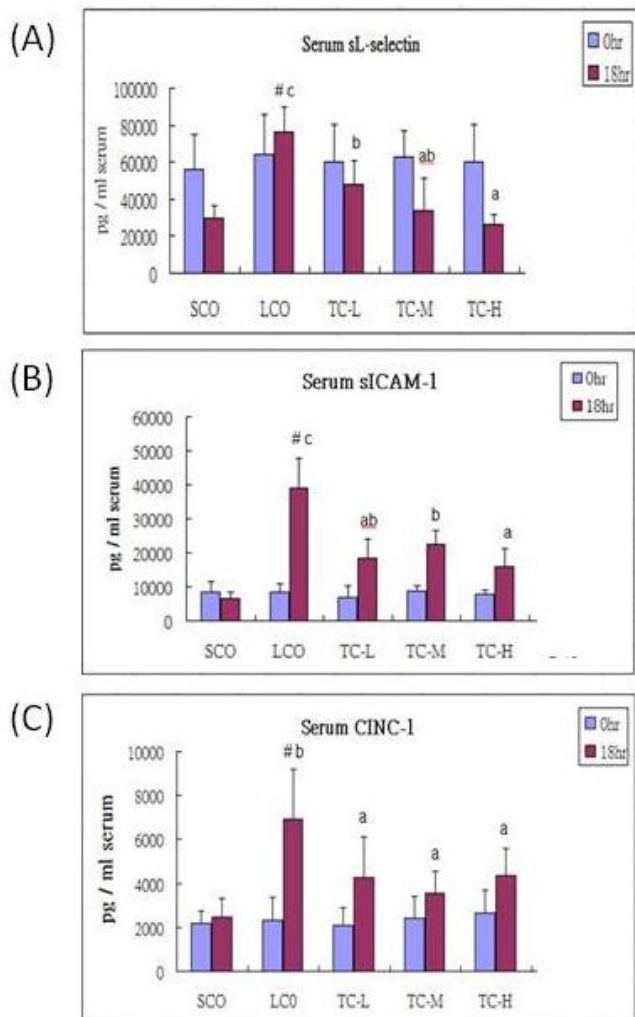 (A)
Serum sL-selectin
0hr
18hr
pg / ml serum
100000
80000
60000
40000
20000
0
# c
b
ab
a
SCO LCO TC-L TC-M TC-H
(B)
Serum sICAM-1
0hr
18hr
pg / ml serum
60000
50000
40000
30000
20000
10000
0
# c
ab
b
a
SCO LCO TC-L TC-M TC-H
(C)
Serum CINC-1
0hr
18hr
pg / ml serum
10000
8000
6000
4000
2000
0
# b
a
a
a
SCO LC0 TC-L TC-M TC-H